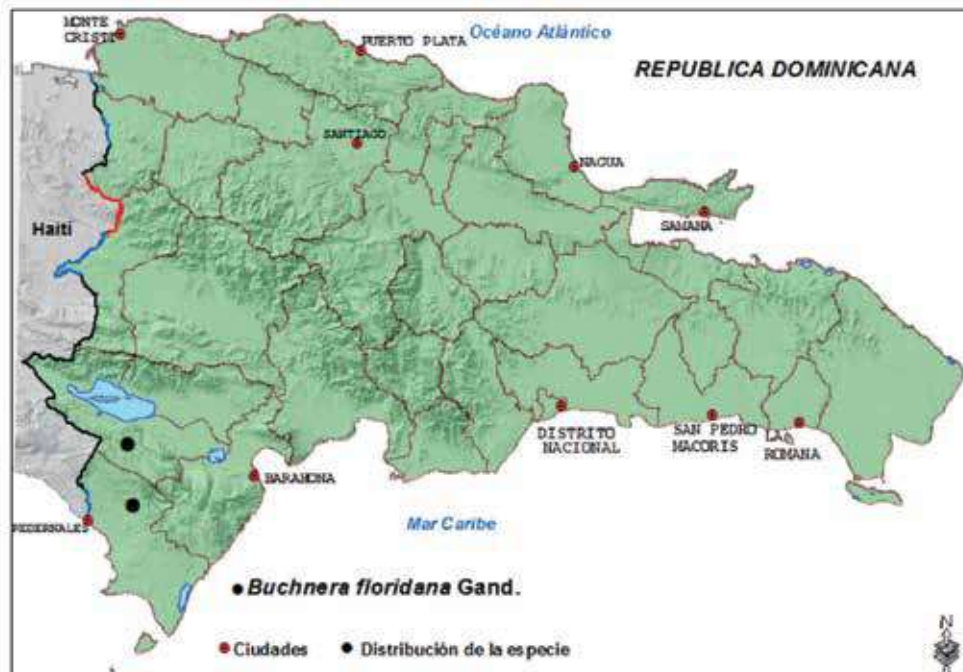 MONTE
CRISTI
PUERTO PLATA
Océano Atlántico
REPUBLICA DOMINICANA
SANTIAGO
NAGUA
SAMANA
Haití
DISTRITO
NACIONAL
SAN PEDRO
MACORIS
LA
ROMANA
BARAHONA
PEDERNALES
Mar Caribe
Buchnera floridana Gand.
Ciudades
Distribución de la especie
N